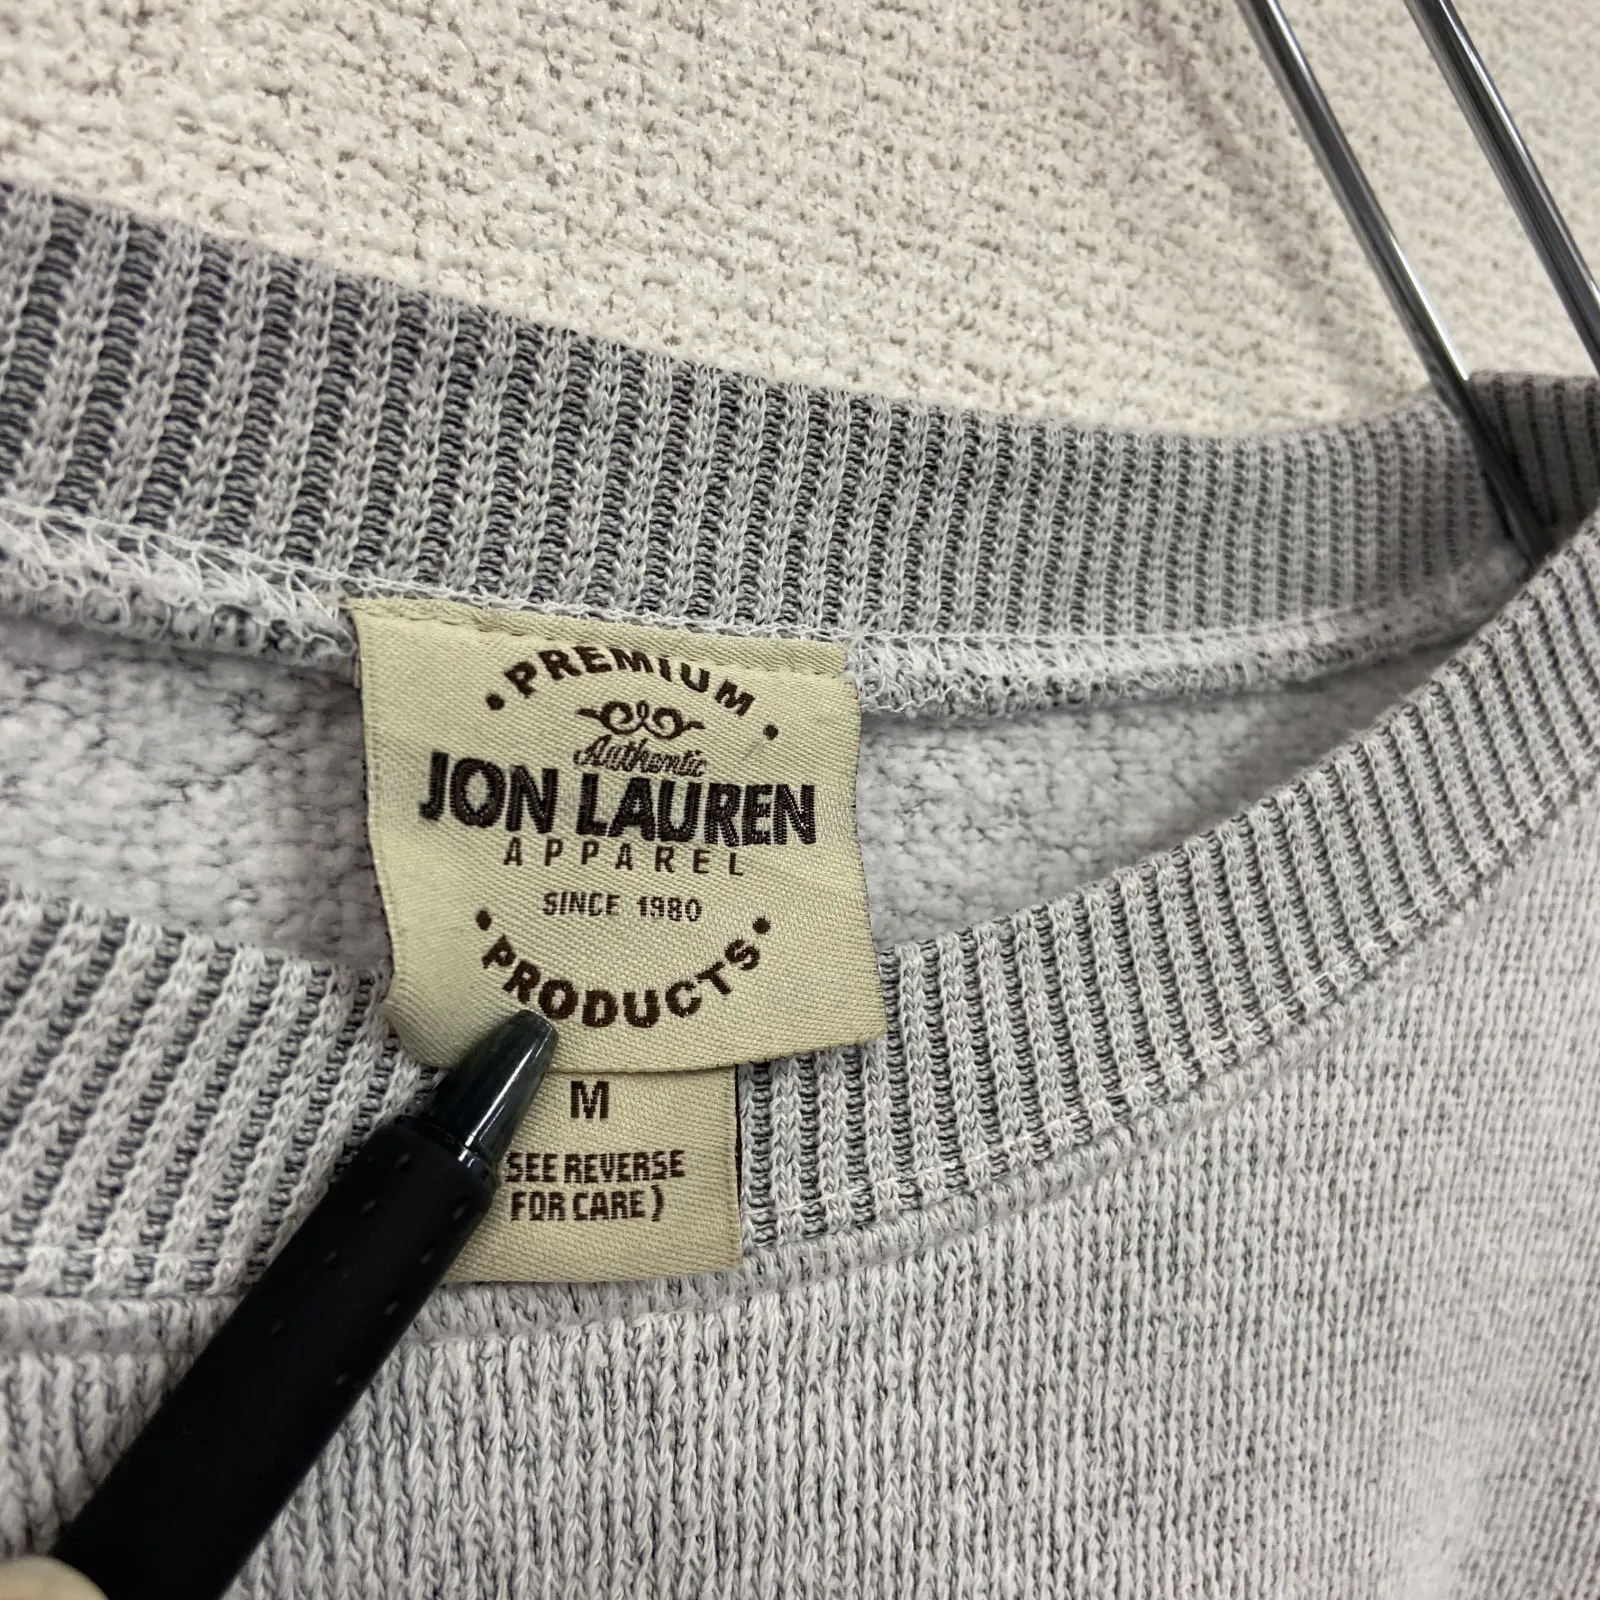 • PREMIUM •
Authentic
JON LAUREN
APPAREL
SINCE 1980
• PRODUCTS •
M
SEE REVERSE
FOR CARE)